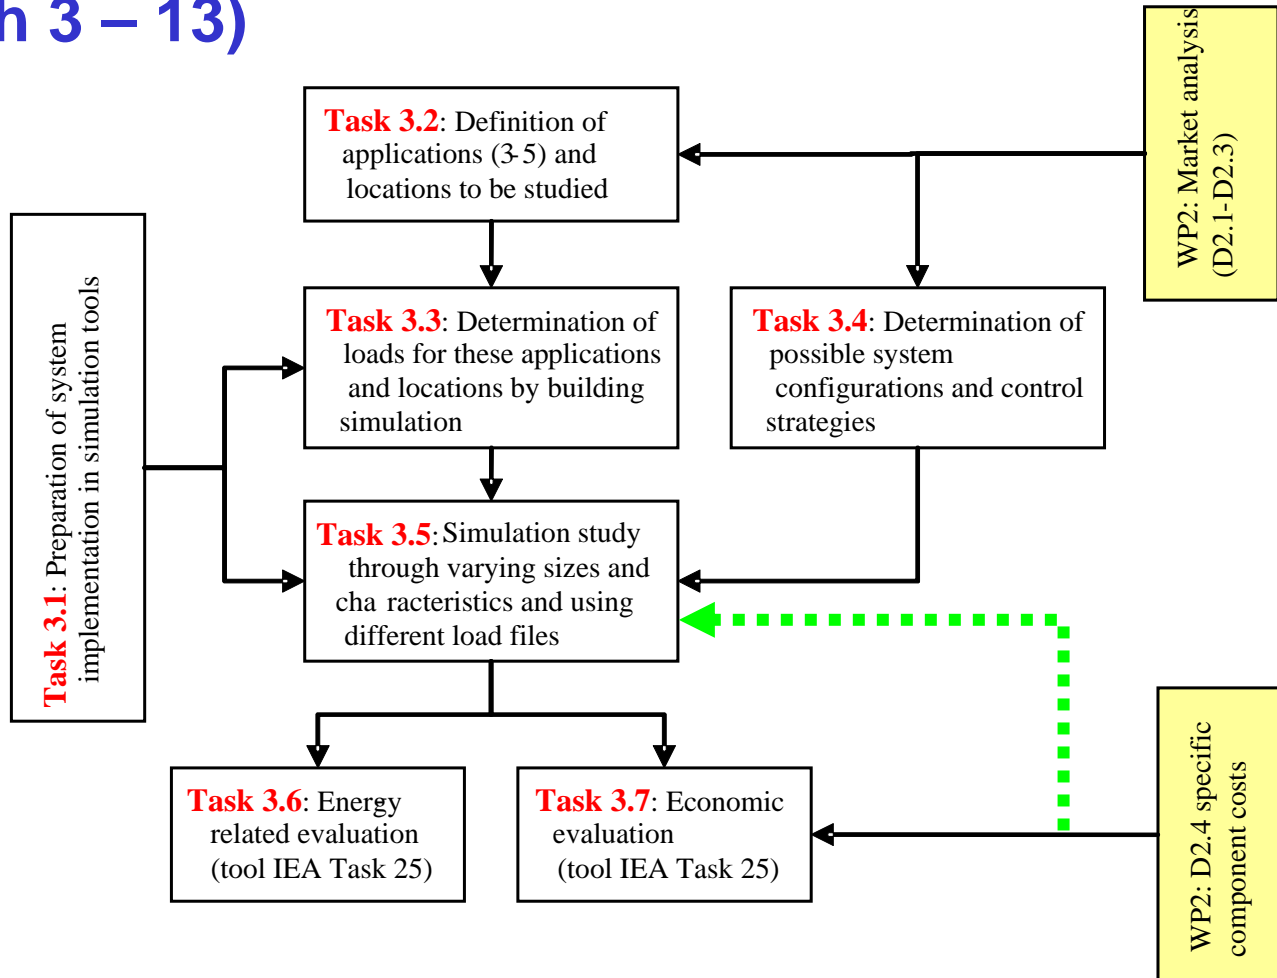 h 3 – 13)
Task 3.2: Definition of
applications (3-5) and
locations to be studied
WP2: Market analysis
(D2.1-D2.3)
Task 3.1: Preparation of system
implementation in simulation tools
Task 3.3: Determination of
loads for these applications
and locations by building
simulation
Task 3.4: Determination of
possible system
configurations and control
strategies
Task 3.5: Simulation study
through varying sizes and
cha racteristics and using
different load files
Task 3.6: Energy
related evaluation
(tool IEA Task 25)
Task 3.7: Economic
evaluation
(tool IEA Task 25)
WP2: D2.4 specific
component costs